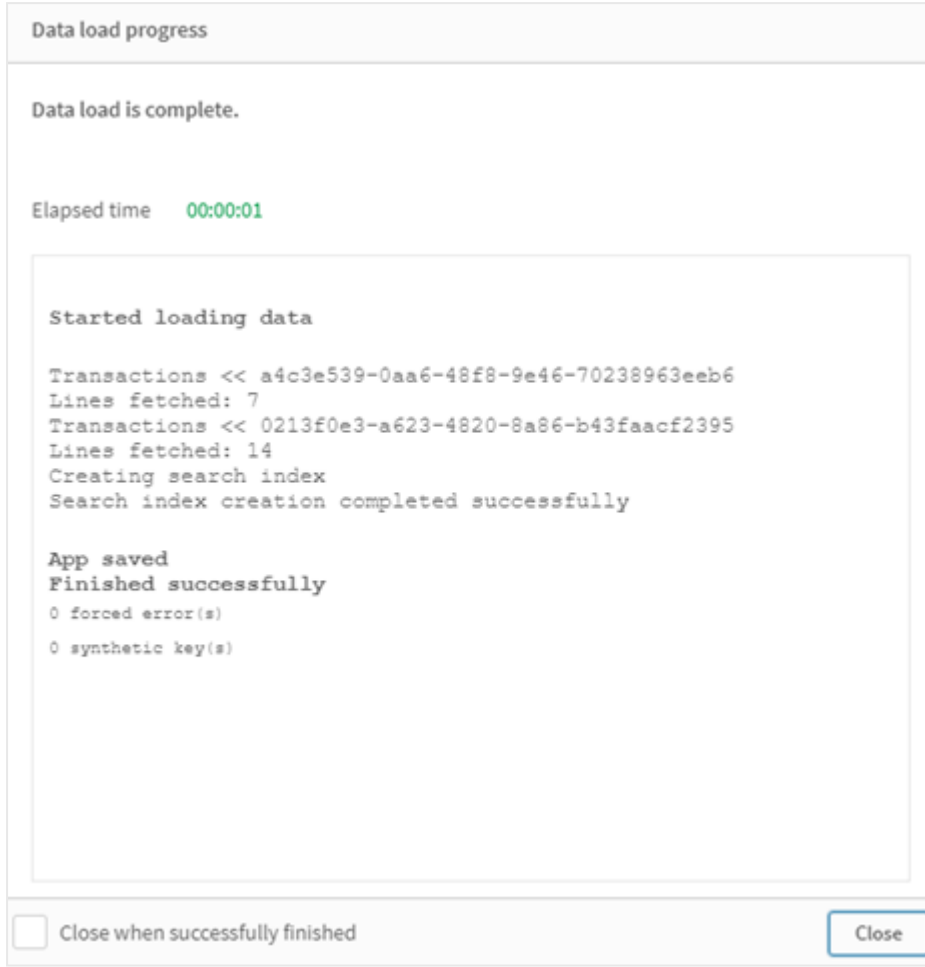 Data load progress
Data load is complete.
Elapsed time 00:00:01
Started loading data
Transactions << a4c3e539-0aa6-48f8-9e46-70238963eeb6
Lines fetched: 7
Transactions << 0213f0e3-a623-4820-8a86-b43faacf2395
Lines fetched: 14
Creating search index
Search index creation completed successfully
App saved
Finished successfully
0 forced error(s)
0 synthetic key(s)
Close when successfully finished
Close